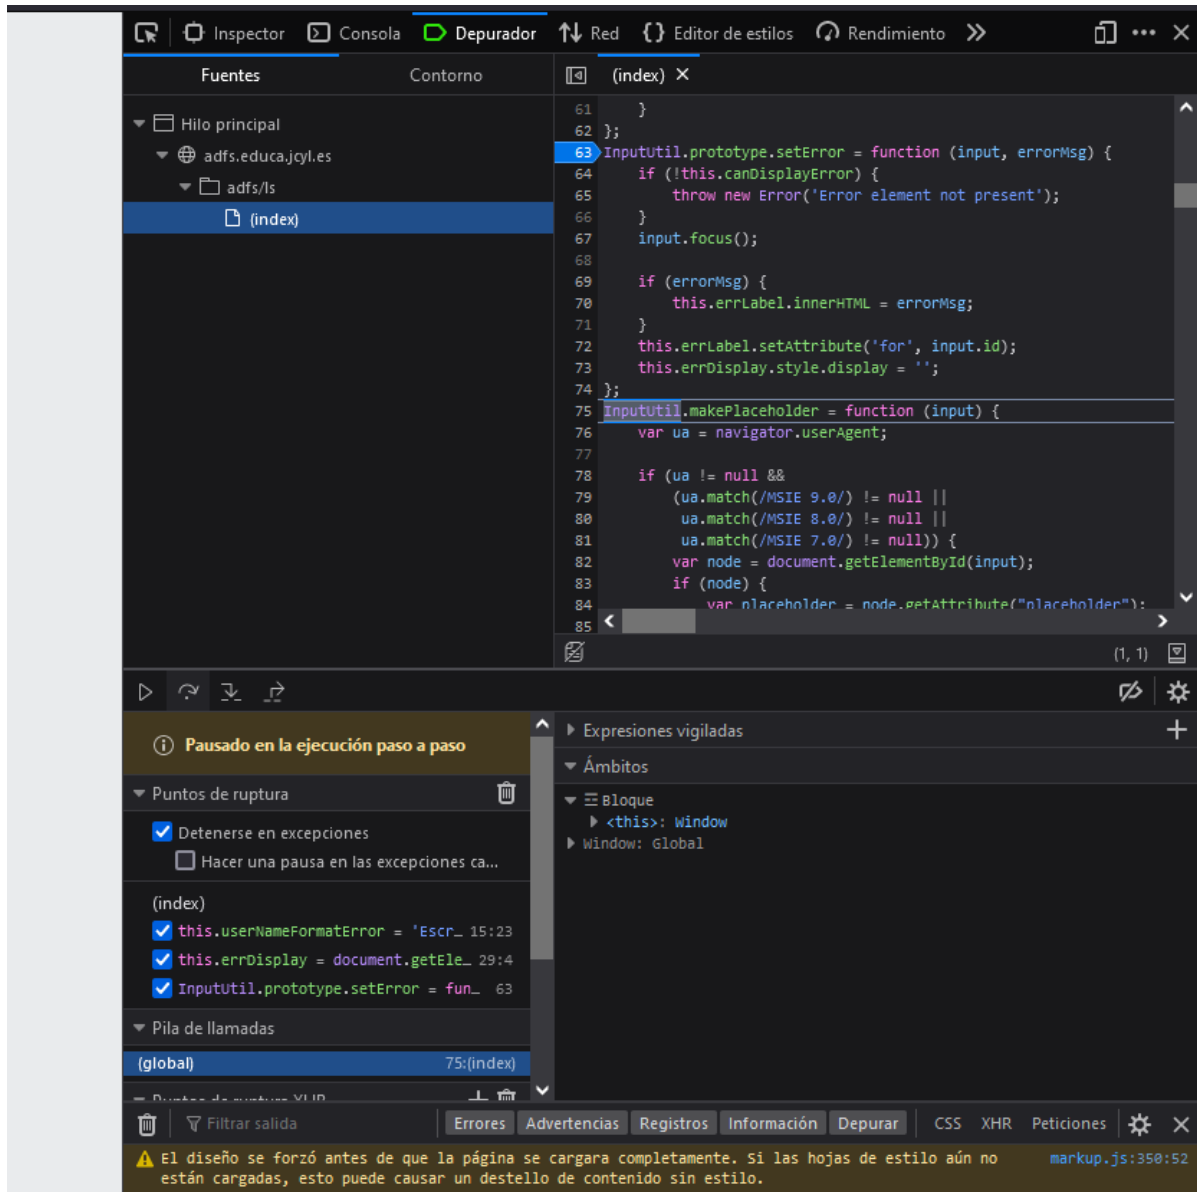 Inspector Consola Depurador Red Editor de estilos Rendimiento
Fuentes Contorno
(index)
Hilo principal
adfs.educa.jcyl.es
adfs/ls
(index)
61 }
62 };
63 InputUtil.prototype.setError = function (input, errorMsg) {
64 if (!this.canDisplayError) {
65 throw new Error('Error element not present');
66 }
67 input.focus();
68
69 if (errorMsg) {
70 this.errLabel.innerHTML = errorMsg;
71 }
72 this.errLabel.setAttribute('for', input.id);
73 this.errDisplay.style.display = '';
74 };
75 InputUtil.makePlaceholder = function (input) {
76 var ua = navigator.userAgent;
77
78 if (ua != null &&
79 (ua.match(/MSIE 9.0/) != null ||
80 ua.match(/MSIE 8.0/) != null ||
81 ua.match(/MSIE 7.0/) != null)) {
82 var node = document.getElementById(input);
83 if (node) {
84 var placeholder = node.getAttribute("placeholder");
85
(1, 1)
Pausado en la ejecución paso a paso
Puntos de ruptura
Detenerse en excepciones
Hacer una pausa en las excepciones ca...
(index)
this.userNameFormatError = 'Escr… 15:23
this.errDisplay = document.getEle… 29:4
InputUtil.prototype.setError = fun… 63
Pila de llamadas
(global) 75:(index)
Puntos de ruptura XHR
Expresiones vigiladas
Ámbitos
Bloque
<this>: Window
Window: Global
Filtrar salida Errores Advertencias Registros Información Depurar CSS XHR Peticiones
El diseño se forzó antes de que la página se cargara completamente. Si las hojas de estilo aún no markup.js:350:52
están cargadas, esto puede causar un destello de contenido sin estilo.